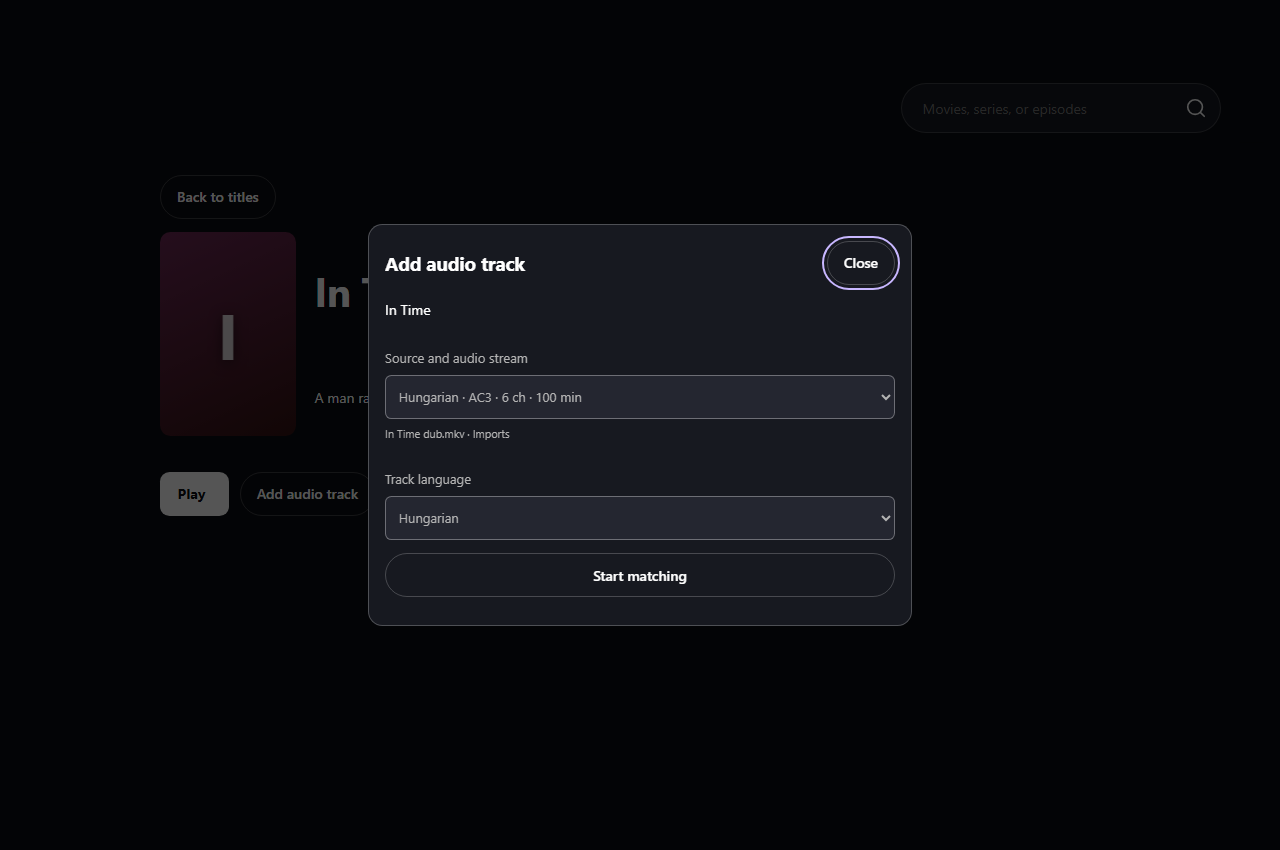 Movies, series, or episodes
Back to titles
I
In
A man ra
Play
Add audio track
Add audio track
Close
In Time
Source and audio stream
Hungarian · AC3 · 6 ch · 100 min
In Time dub.mkv · Imports
Track language
Hungarian
Start matching